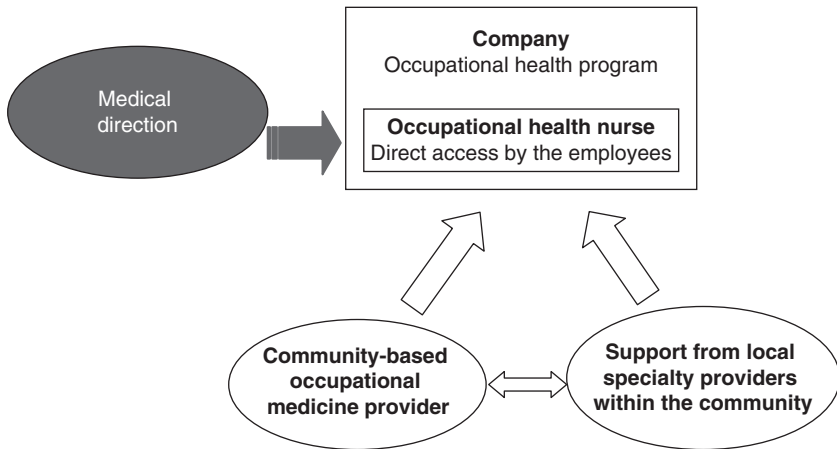 Medical
direction
Company
Occupational health program
Occupational health nurse
Direct access by the employees
Community-based
occupational
medicine provider
Support from local
specialty providers
within the community